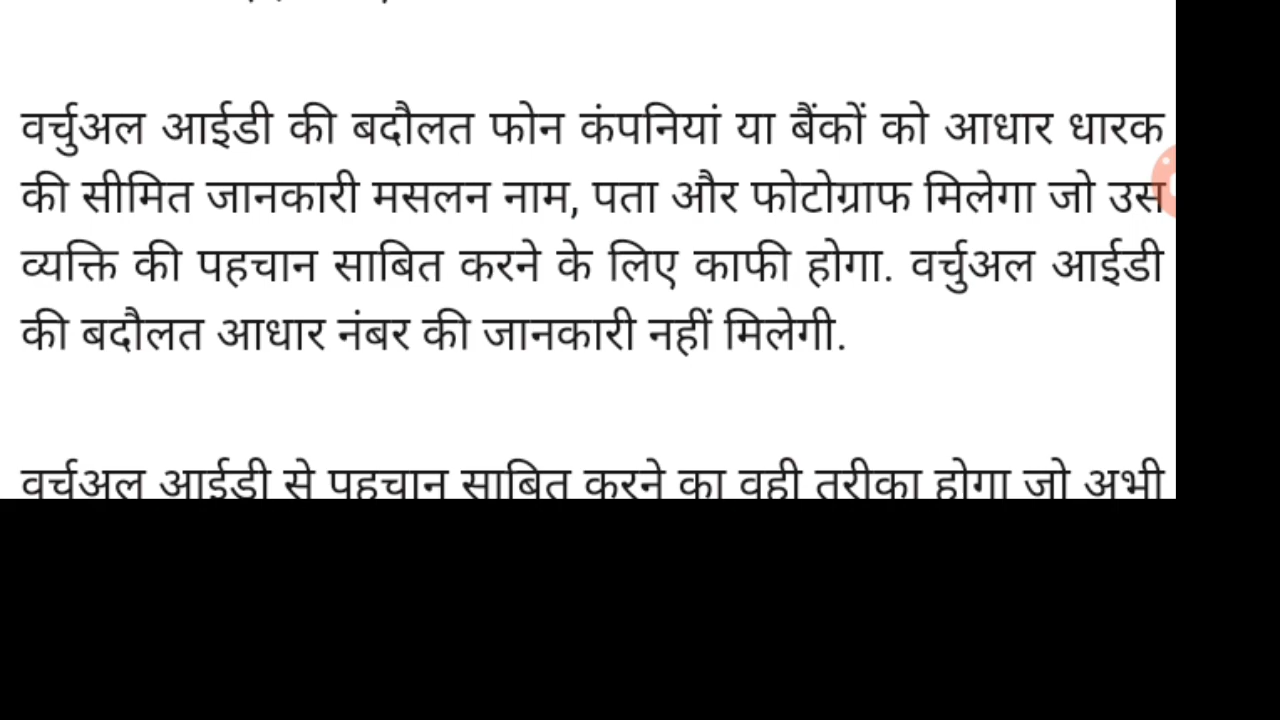 वर्चुअल आईडी की बदौलत फोन कंपनियां या बैंकों को आधार धारक
की सीमित जानकारी मसलन नाम, पता और फोटोग्राफ मिलेगा जो उस
व्यक्ति की पहचान साबित करने के लिए काफी होगा. वर्चुअल आईडी
की बदौलत आधार नंबर की जानकारी नहीं मिलेगी.
वर्चुअल आईडी से पहचान साबित करने का वही तरीका होगा जो अभी